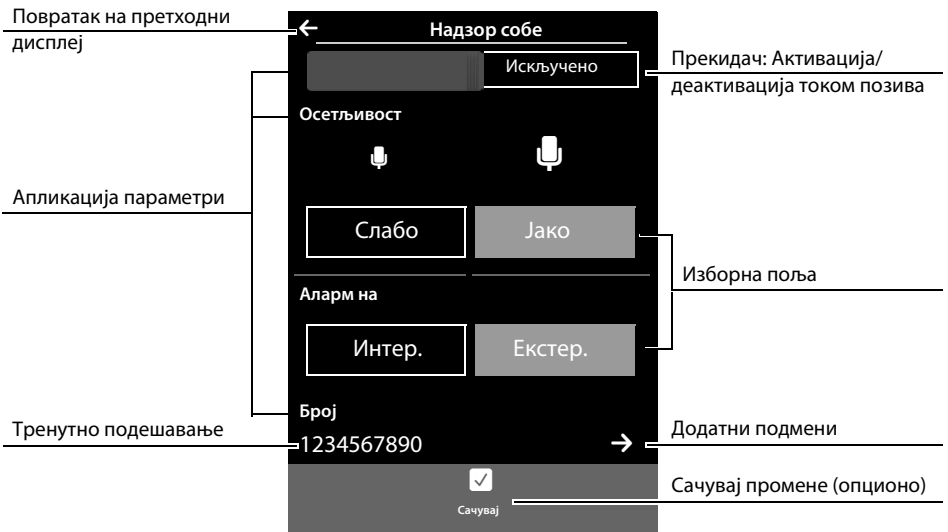 Повратак на претходни
дисплеј
Апликација параметри
Тренутно подешавање
Надзор собе
Искључено
Осетљивост
Слабо
Јако
Аларм на
Интер.
Екстер.
Број
1234567890
Сачувај
Прекидач: Активација/
деактивација током позива
Изборна поља
Додатни подмени
Сачувај промене (опционо)